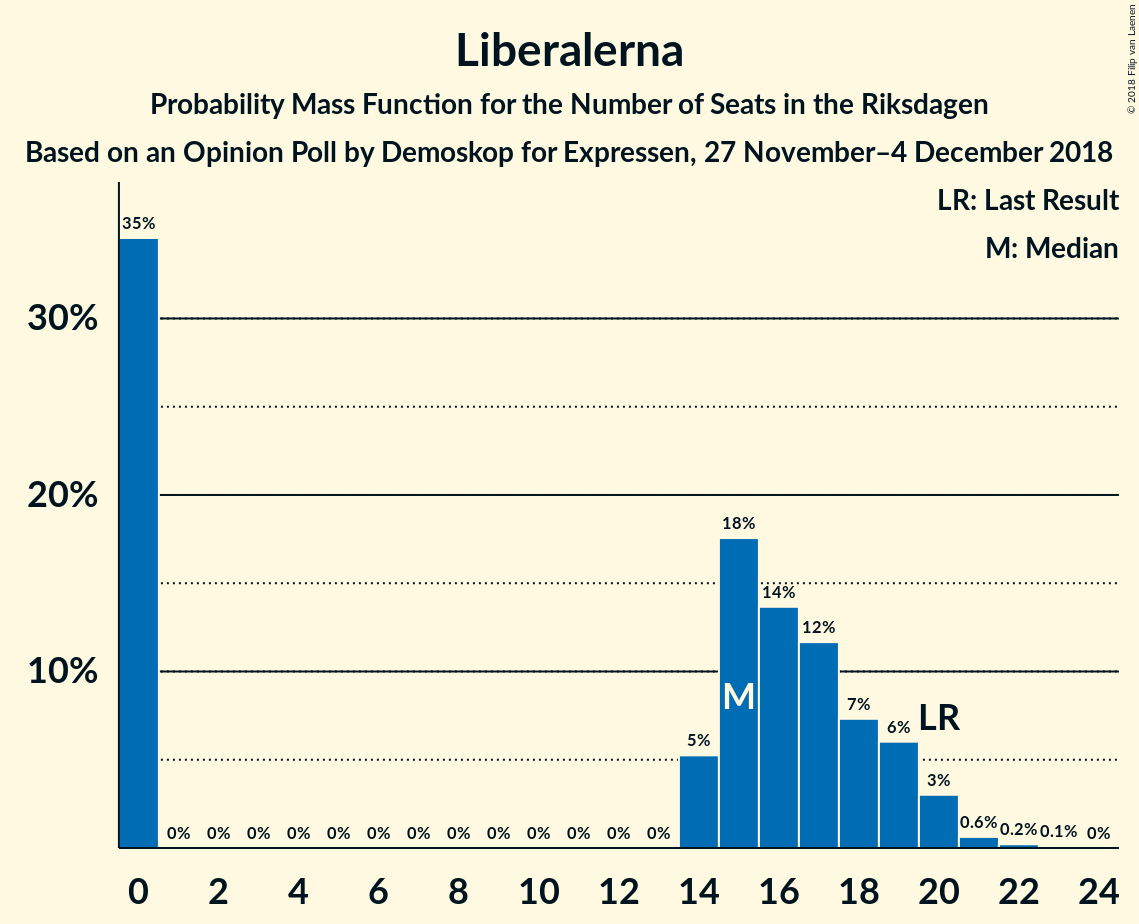 Liberalerna
Probability Mass Function for the Number of Seats in the Riksdagen
Based on an Opinion Poll by Demoskop for Expressen, 27 November–4 December 2018
© 2018 Filip van Laenen
LR: Last Result
M: Median
35%
30%
20%
18%
14%
12%
10%
M
7%
LR
6%
5%
3%
0% 0% 0% 0% 0% 0% 0% 0% 0% 0% 0% 0% 0% 0.6% 0.2% 0.1% 0%
0 2 4 6 8 10 12 14 16 18 20 22 24